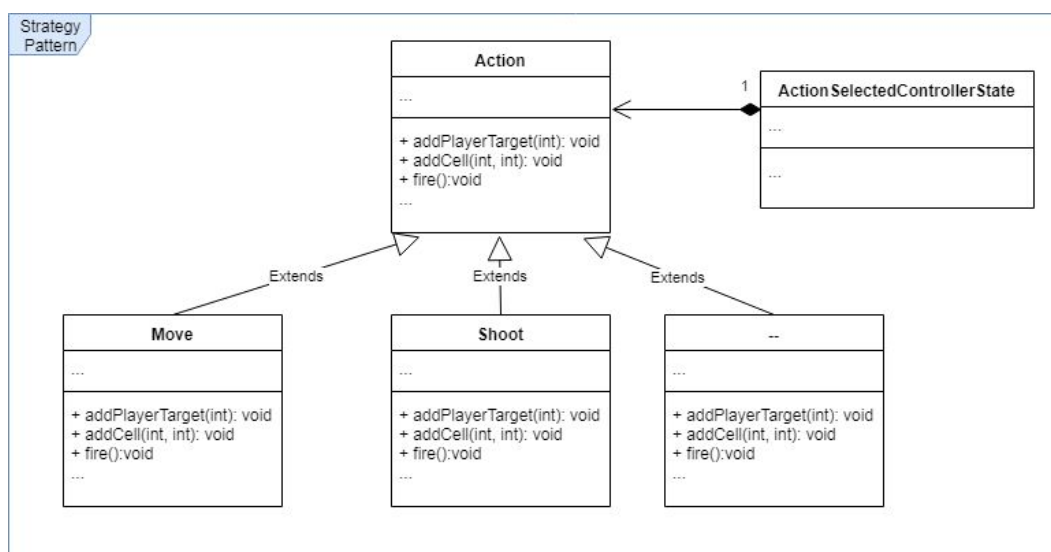 Strategy
Pattern
Action
...
+ addPlayerTarget(int): void
+ addCell(int, int): void
+ fire():void
...
1
ActionSelectedControllerState
...
...
Extends
Extends
Extends
Move
...
+ addPlayerTarget(int): void
+ addCell(int, int): void
+ fire():void
...
Shoot
...
+ addPlayerTarget(int): void
+ addCell(int, int): void
+ fire():void
...
--
...
+ addPlayerTarget(int): void
+ addCell(int, int): void
+ fire():void
...